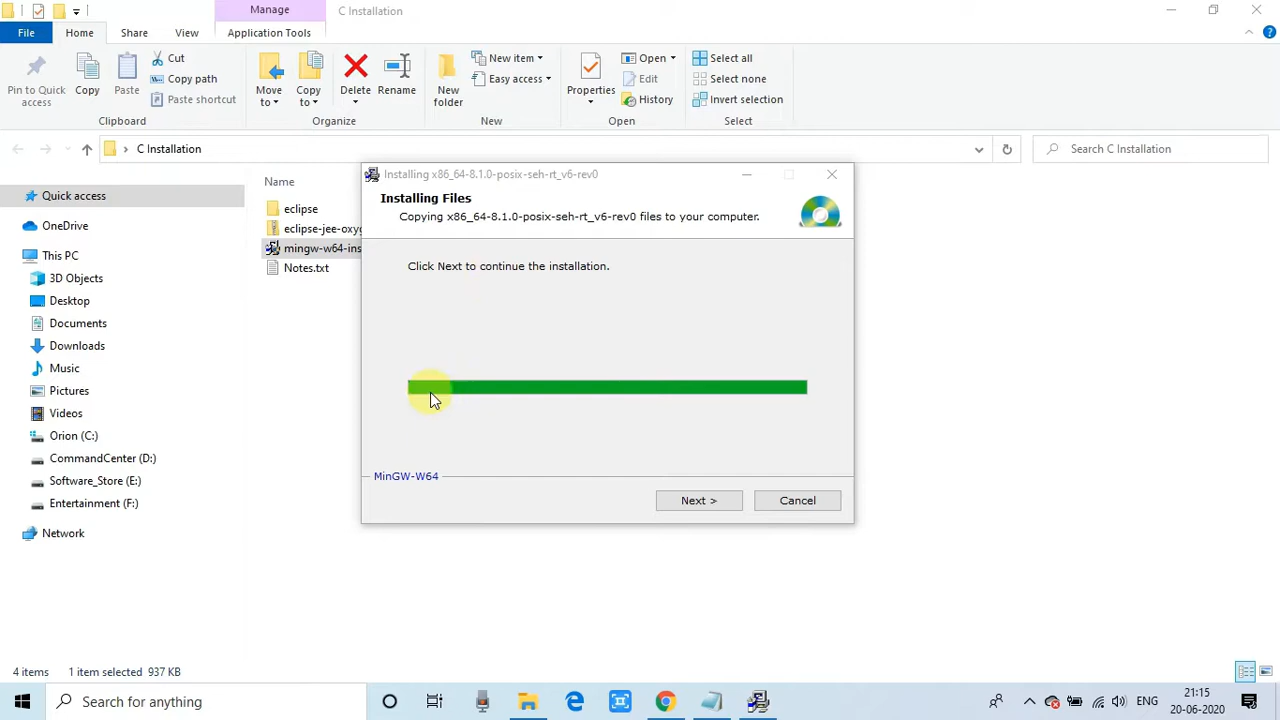 Manage
C Installation
File
Home
Share
View
Application Tools
Pin to Quick
access
Copy
Paste
Cut
Copy path
Paste shortcut
Clipboard
Move
to
Copy
to
Delete
Rename
Organize
New
folder
New item
Easy access
New
Properties
Open
Edit
History
Open
Select all
Select none
Invert selection
Select
C Installation
Search C Installation
Quick access
OneDrive
This PC
3D Objects
Desktop
Documents
Downloads
Music
Pictures
Videos
Orion (C:)
CommandCenter (D:)
Software_Store (E:)
Entertainment (F:)
Network
Name
eclipse
eclipse-jee-oxyg
mingw-w64-ins
Notes.txt
Installing x86_64-8.1.0-posix-seh-rt_v6-rev0
Installing Files
Copying x86_64-8.1.0-posix-seh-rt_v6-rev0 files to your computer.
Click Next to continue the installation.
MinGW-W64
Next >
Cancel
4 items
1 item selected 937 KB
Search for anything
ENG
21:15
20-06-2020